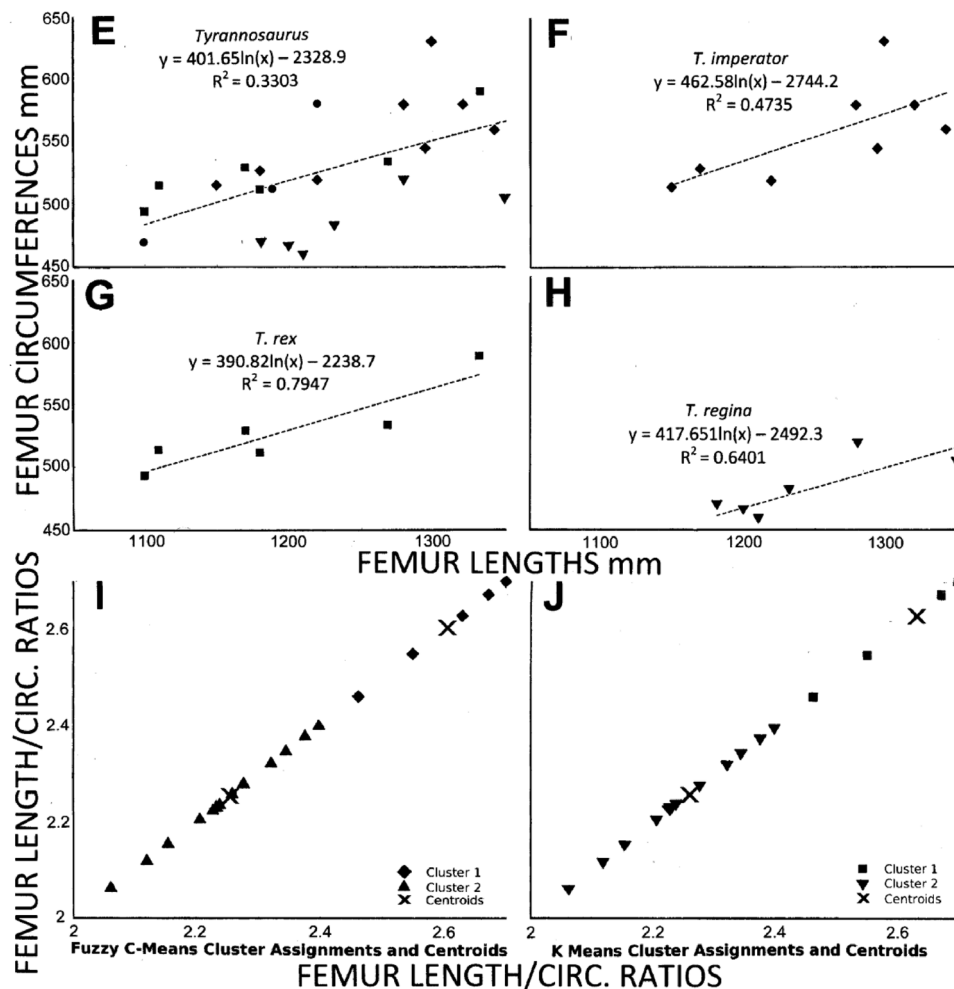 E
Tyrannosaurus
y = 401.65ln(x) – 2328.9
R² = 0.3303
F
T. imperator
y = 462.58ln(x) – 2744.2
R² = 0.4735
650
600
550
500
450
FEMUR CIRCUMFERENCES mm
G
T. rex
y = 390.82ln(x) – 2238.7
R² = 0.7947
H
T. regina
y = 417.651ln(x) – 2492.3
R² = 0.6401
650
600
550
500
450
1100 1200 1300
1100 1200 1300
FEMUR LENGTHS mm
FEMUR LENGTH/CIRC. RATIOS
I
2.6
2.4
2.2
2
Cluster 1
Cluster 2
Centroids
2 2.2 2.4 2.6
Fuzzy C-Means Cluster Assignments and Centroids
J
Cluster 1
Cluster 2
Centroids
2 2.2 2.4 2.6
K Means Cluster Assignments and Centroids
FEMUR LENGTH/CIRC. RATIOS